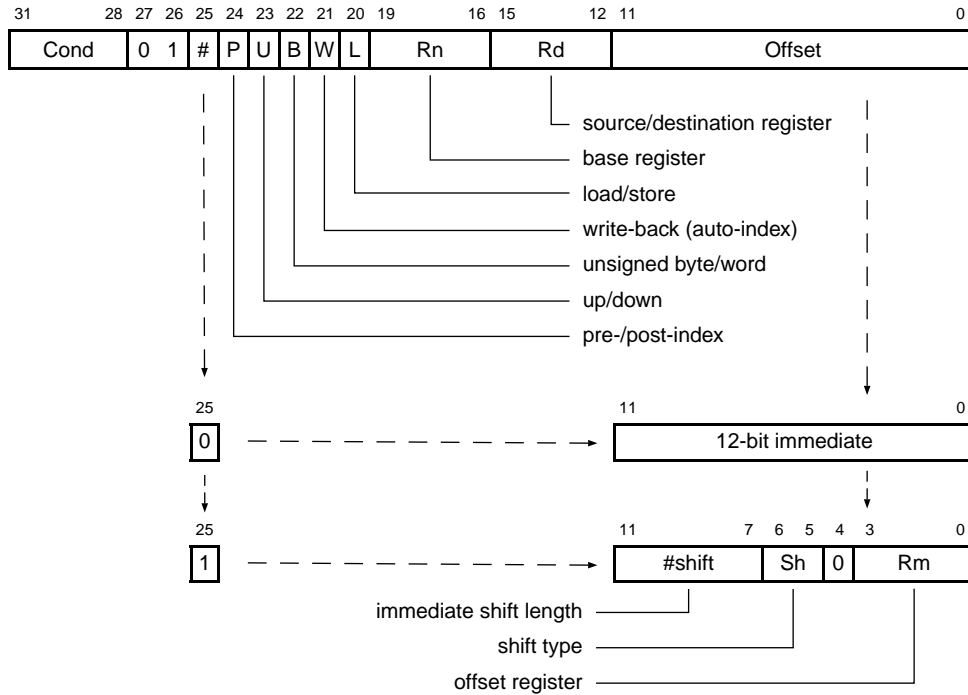 31 28 27 26 25 24 23 22 21 20 19 16 15 12 11 0
Cond 0 1 # P U B W L Rn Rd Offset
source/destination register
base register
load/store
write-back (auto-index)
unsigned byte/word
up/down
pre-/post-index
25 11 0
0 12-bit immediate
25 11 7 6 5 4 3 0
1 #shift Sh 0 Rm
immediate shift length
shift type
offset register